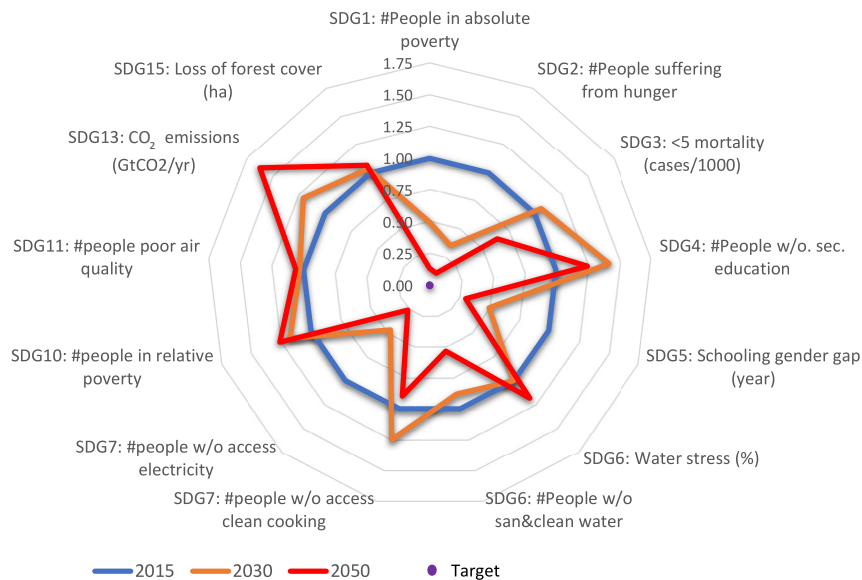 SDG1: #People in absolute
poverty
SDG15: Loss of forest cover
(ha)
SDG2: #People suffering
from hunger
SDG13: CO₂ emissions
(GtCO2/yr)
SDG3: <5 mortality
(cases/1000)
SDG11: #people poor air
quality
SDG4: #People w/o. sec.
education
SDG10: #people in relative
poverty
SDG5: Schooling gender gap
(year)
SDG7: #people w/o access
electricity
SDG6: Water stress (%)
SDG7: #people w/o access
clean cooking
SDG6: #People w/o
san&clean water
1.75
1.50
1.25
1.00
0.75
0.50
0.25
0.00
2015 2030 2050 Target